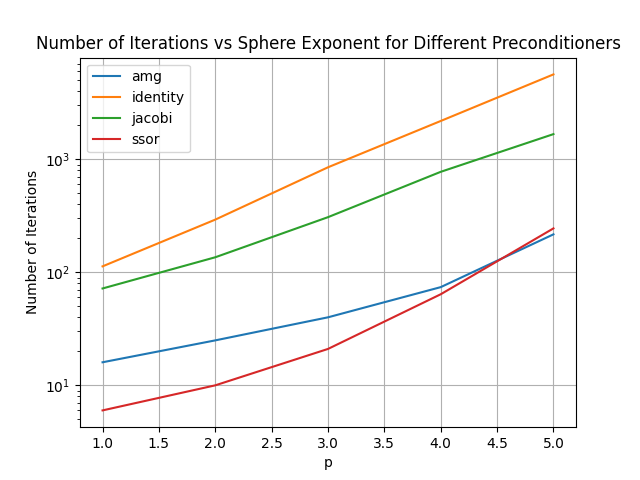 Number of Iterations vs Sphere Exponent for Different Preconditioners
amg
identity
jacobi
ssor
Number of Iterations
10³
10²
10¹
1.0 1.5 2.0 2.5 3.0 3.5 4.0 4.5 5.0
p